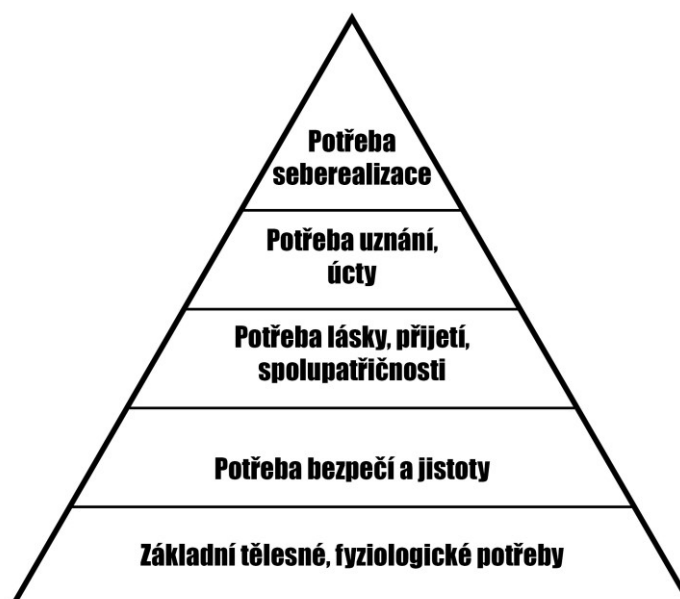 Potřeba
seberealizace
Potřeba uznání,
úcty
Potřeba lásky, přijetí,
spolupatřičnosti
Potřeba bezpečí a jistoty
Základní tělesné, fyziologické potřeby